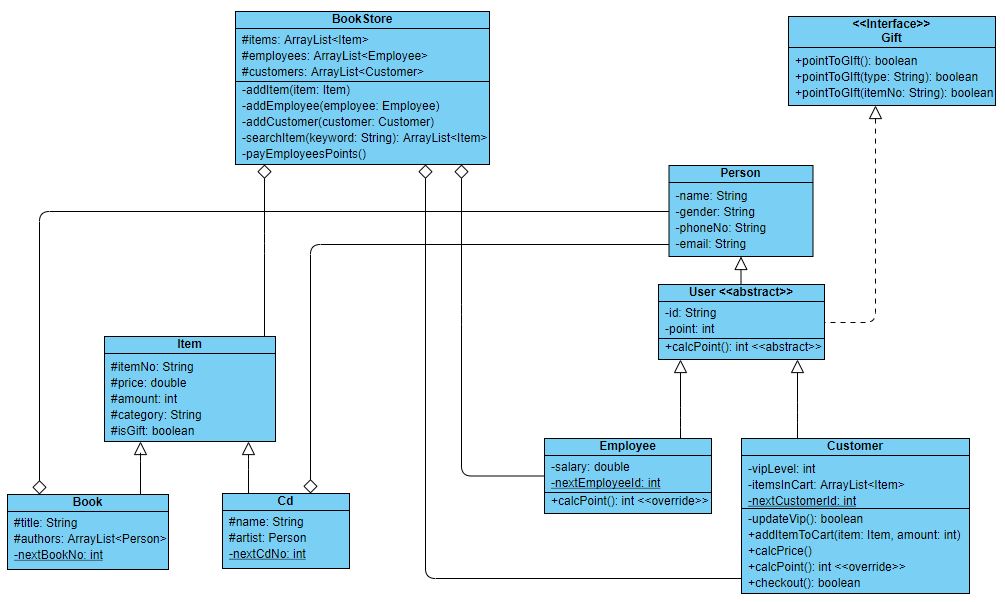 BookStore
#items: ArrayList<Item>
#employees: ArrayList<Employee>
#customers: ArrayList<Customer>
-addItem(item: Item)
-addEmployee(employee: Employee)
-addCustomer(customer: Customer)
-searchItem(keyword: String): ArrayList<Item>
-payEmployeesPoints()
<<Interface>>
Gift
+pointToGIft(): boolean
+pointToGIft(type: String): boolean
+pointToGIft(itemNo: String): boolean
Person
-name: String
-gender: String
-phoneNo: String
-email: String
User <<abstract>>
-id: String
-point: int
+calcPoint(): int <<abstract>>
Item
#itemNo: String
#price: double
#amount: int
#category: String
#isGift: boolean
Employee
-salary: double
-nextEmployeeId: int
+calcPoint(): int <<override>>
Customer
-vipLevel: int
-itemsInCart: ArrayList<Item>
-nextCustomerId: int
-updateVip(): boolean
+addItemToCart(item: Item, amount: int)
+calcPrice()
+calcPoint(): int <<override>>
+checkout(): boolean
Book
#title: String
#authors: ArrayList<Person>
-nextBookNo: int
Cd
#name: String
#artist: Person
-nextCdNo: int